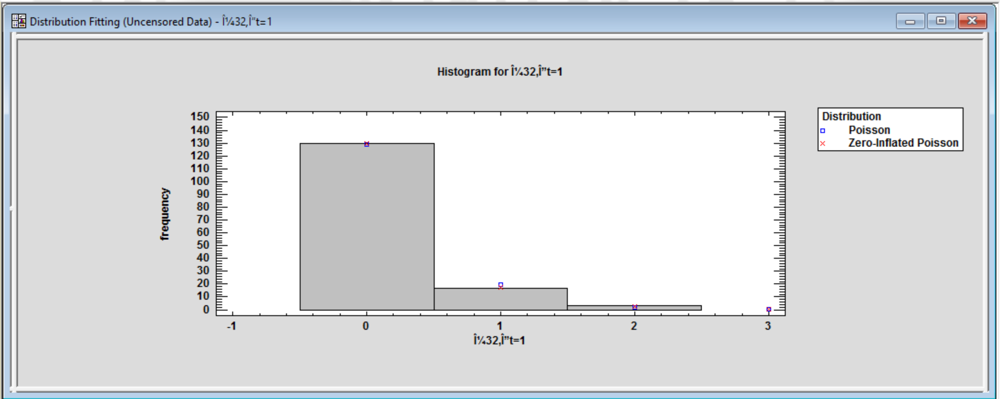 Distribution Fitting (Uncensored Data) - Î¼32,Î"t=1
Histogram for Î¼32,Î"t=1
150
140
130
120
110
100
90
80
70
60
50
40
30
20
10
0
frequency
-1 0 1 2 3
Î¼32,Î"t=1
Distribution
Poisson
Zero-Inflated Poisson